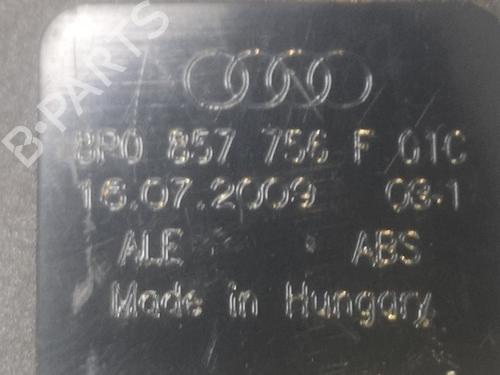 B-PARTS
8P0 857 756 F 01C
16.07.2009 03-1
ALE ABS
Made in Hungary